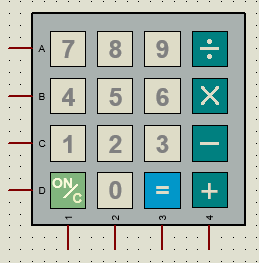 A 7 8 9 ÷
B 4 5 6 ×
C 1 2 3 −
D ON/C 0 = +
1 2 3 4